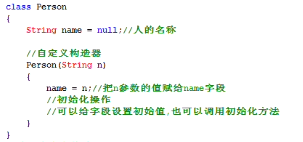 class Person
{
String name = null;//人的名称
//自定义构造器
Person(String n)
{
name = n;//把n参数的值赋给name字段
//初始化操作
//可以给字段设置初始值,也可以调用初始化方法
}
}